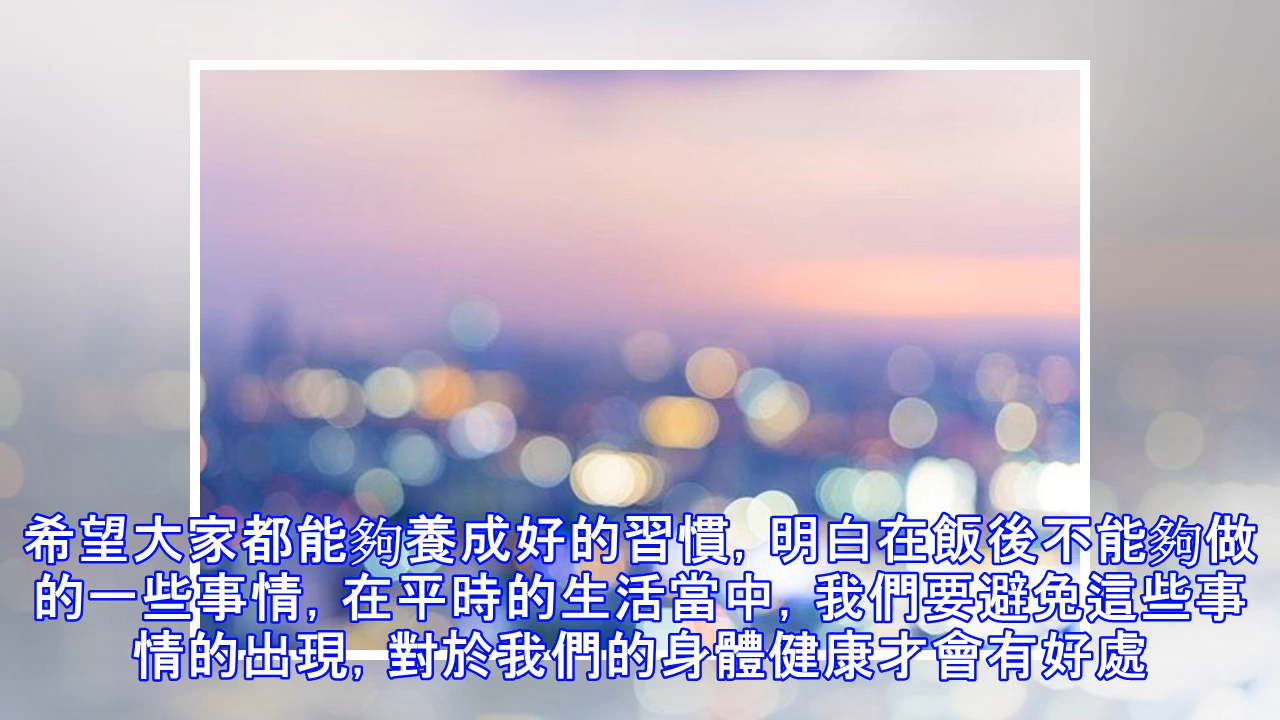 希望大家都能夠養成好的習慣, 明白在飯後不能夠做
的一些事情, 在平時的生活當中, 我們要避免這些事
情的出現, 對於我們的身體健康才會有好處